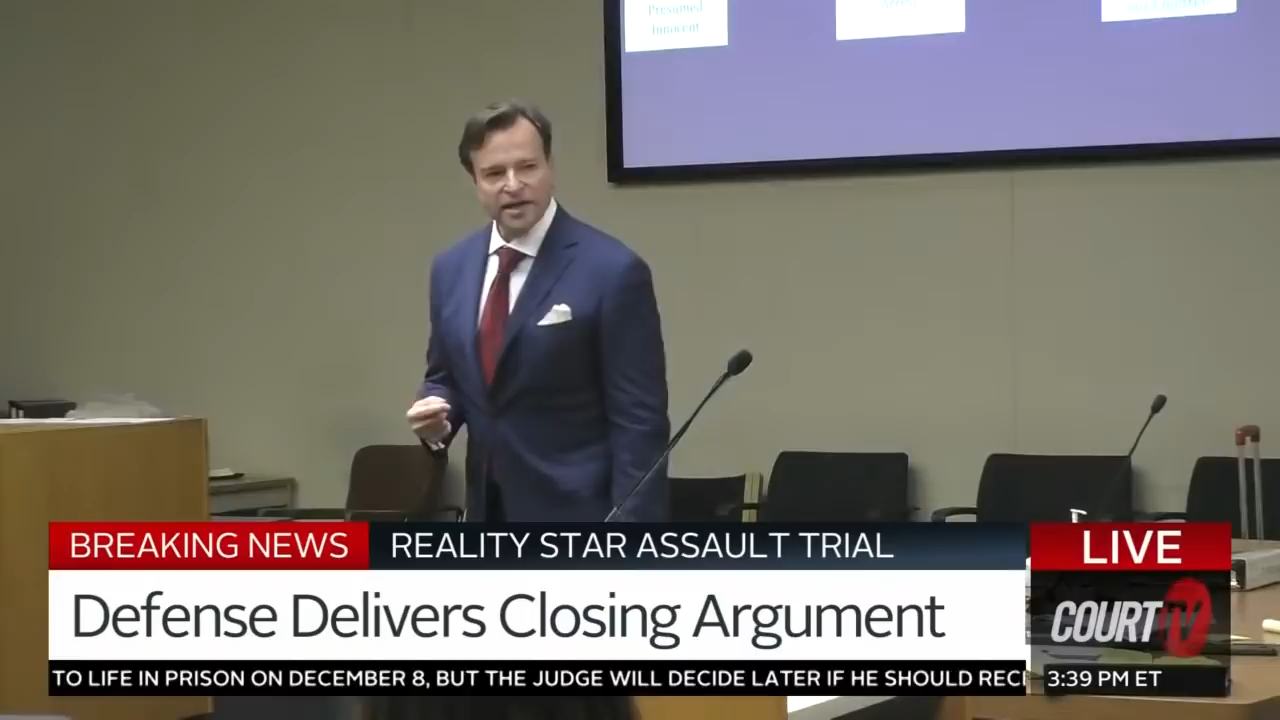 Presumed
Innocent
BREAKING NEWS
REALITY STAR ASSAULT TRIAL
LIVE
Defense Delivers Closing Argument
COURT TV
TO LIFE IN PRISON ON DECEMBER 8, BUT THE JUDGE WILL DECIDE LATER IF HE SHOULD RECI
3:39 PM ET